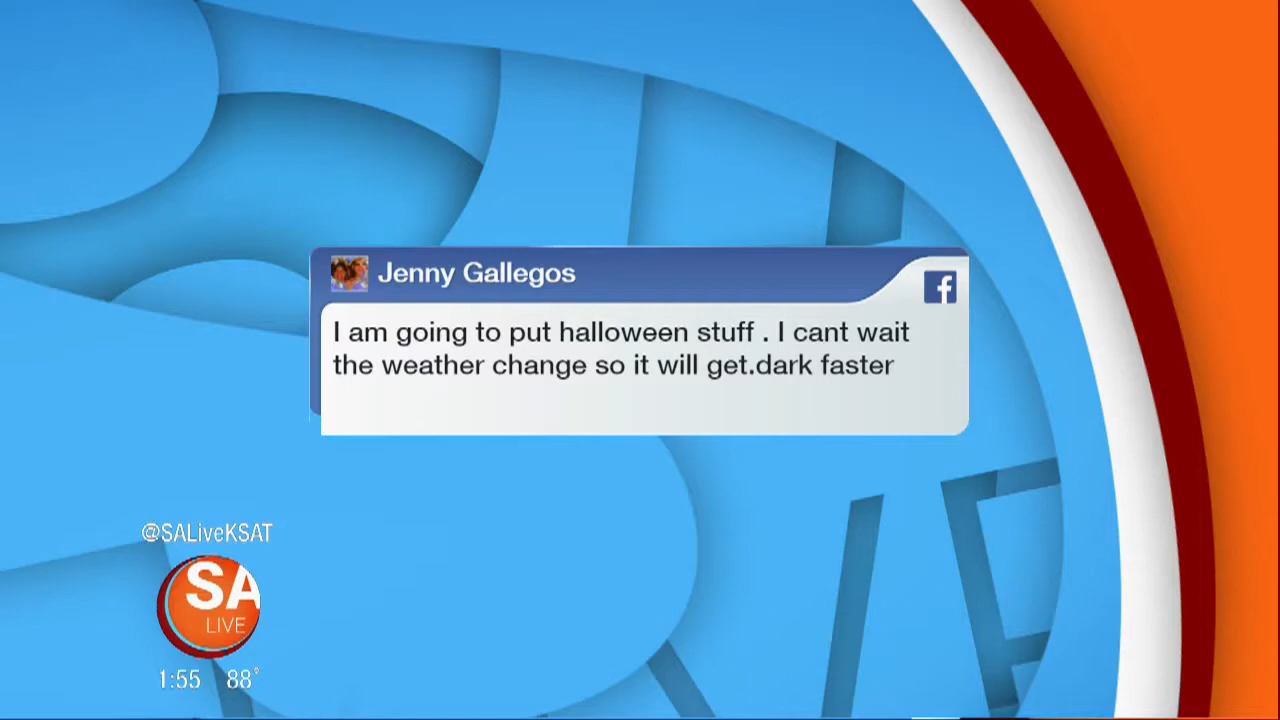 Jenny Gallegos
I am going to put halloween stuff . I cant wait
the weather change so it will get.dark faster
@SALiveKSAT
SA
LIVE
1:55 88°